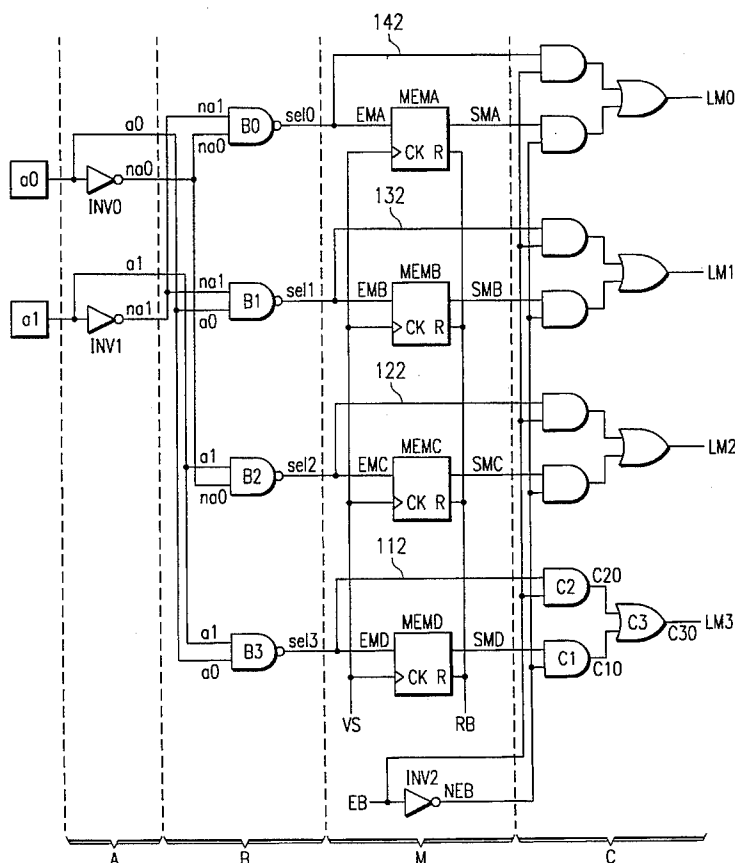 142
MEMA
na1
B0
sel0
EMA
SMA
LM0
a0
na0
CK R
a0
na0
INV0
132
MEMB
a1
na1
B1
sel1
EMB
SMB
LM1
a1
na1
a0
CK R
INV1
122
MEMC
a1
B2
sel2
EMC
SMC
LM2
na0
CK R
112
C2
C20
MEMD
C3
C30
LM3
a1
B3
sel3
EMD
SMD
C1
C10
a0
CK R
VS
RB
INV2
EB
NEB
A
B
M
C